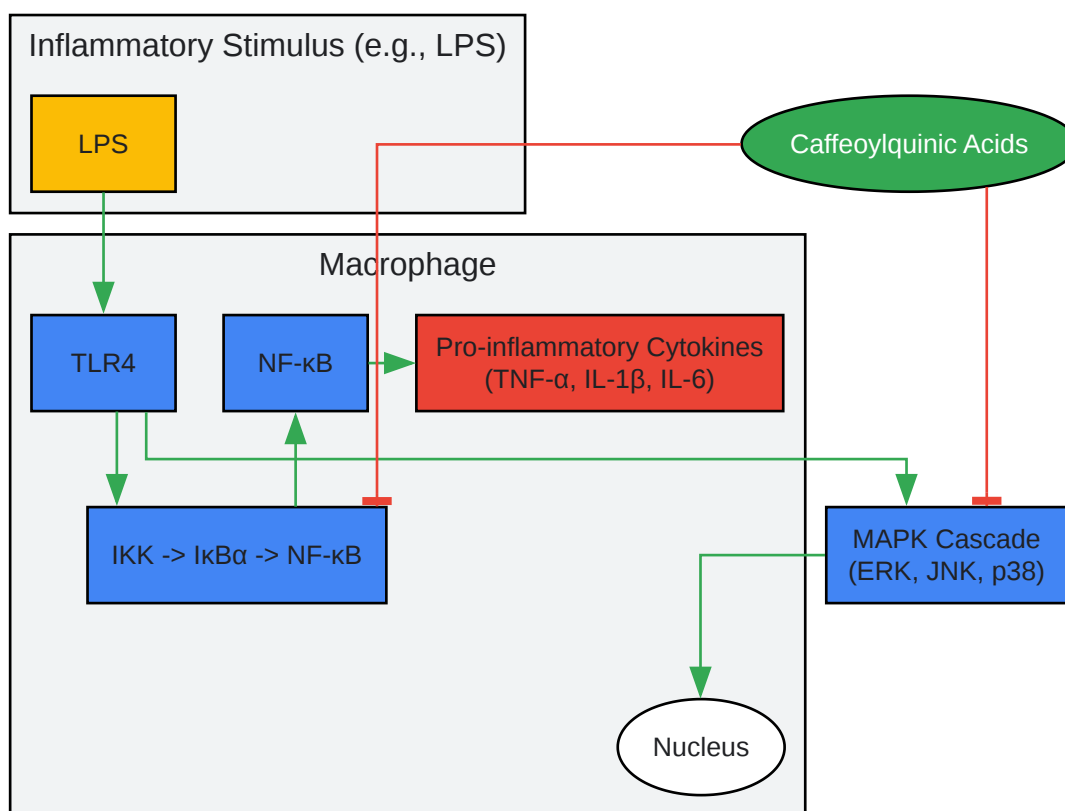 Inflammatory Stimulus (e.g., LPS)
LPS
Caffeoylquinic Acids
Macrophage
TLR4
NF-κB
Pro-inflammatory Cytokines
(TNF-α, IL-1β, IL-6)
IKK -> IκBα -> NF-κB
MAPK Cascade
(ERK, JNK, p38)
Nucleus